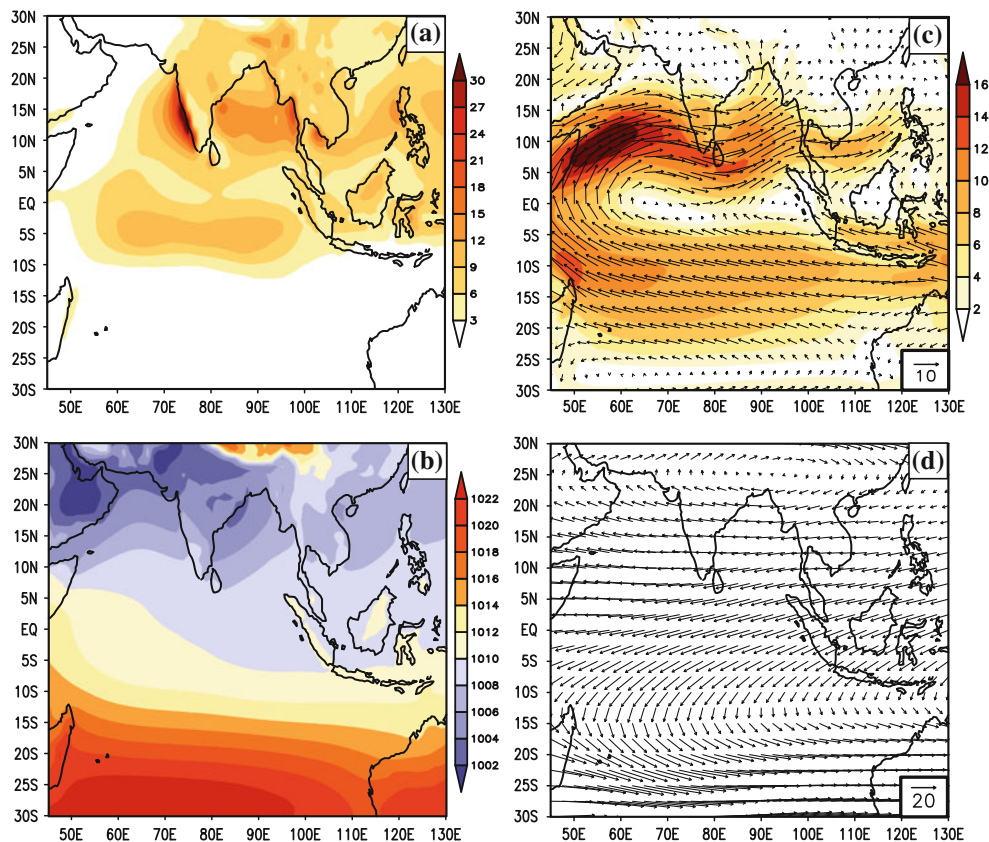 (a)
30N
25N
20N
15N
10N
5N
EQ
5S
10S
15S
20S
25S
30S
50E 60E 70E 80E 90E 100E 110E 120E 130E
30
27
24
21
18
15
12
9
6
3
(c)
30N
25N
20N
15N
10N
5N
EQ
5S
10S
15S
20S
25S
30S
50E 60E 70E 80E 90E 100E 110E 120E 130E
10
16
14
12
10
8
6
4
2
(b)
30N
25N
20N
15N
10N
5N
EQ
5S
10S
15S
20S
25S
30S
50E 60E 70E 80E 90E 100E 110E 120E 130E
1022
1020
1018
1016
1014
1012
1010
1008
1006
1004
1002
(d)
30N
25N
20N
15N
10N
5N
EQ
5S
10S
15S
20S
25S
30S
50E 60E 70E 80E 90E 100E 110E 120E 130E
20